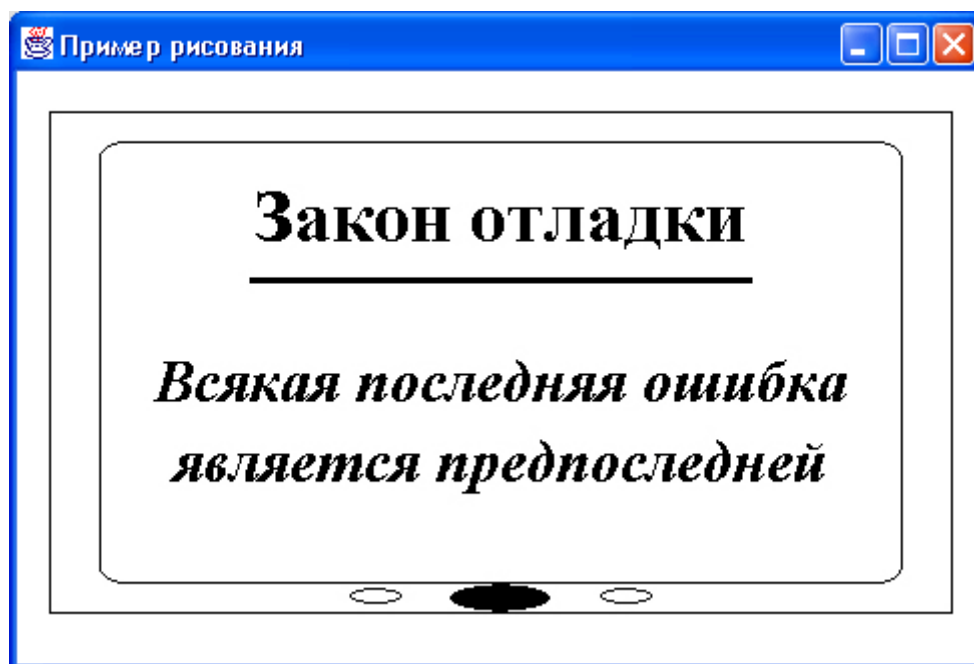 Пример рисования
Закон отладки
Всякая последняя ошибка
является предпоследней